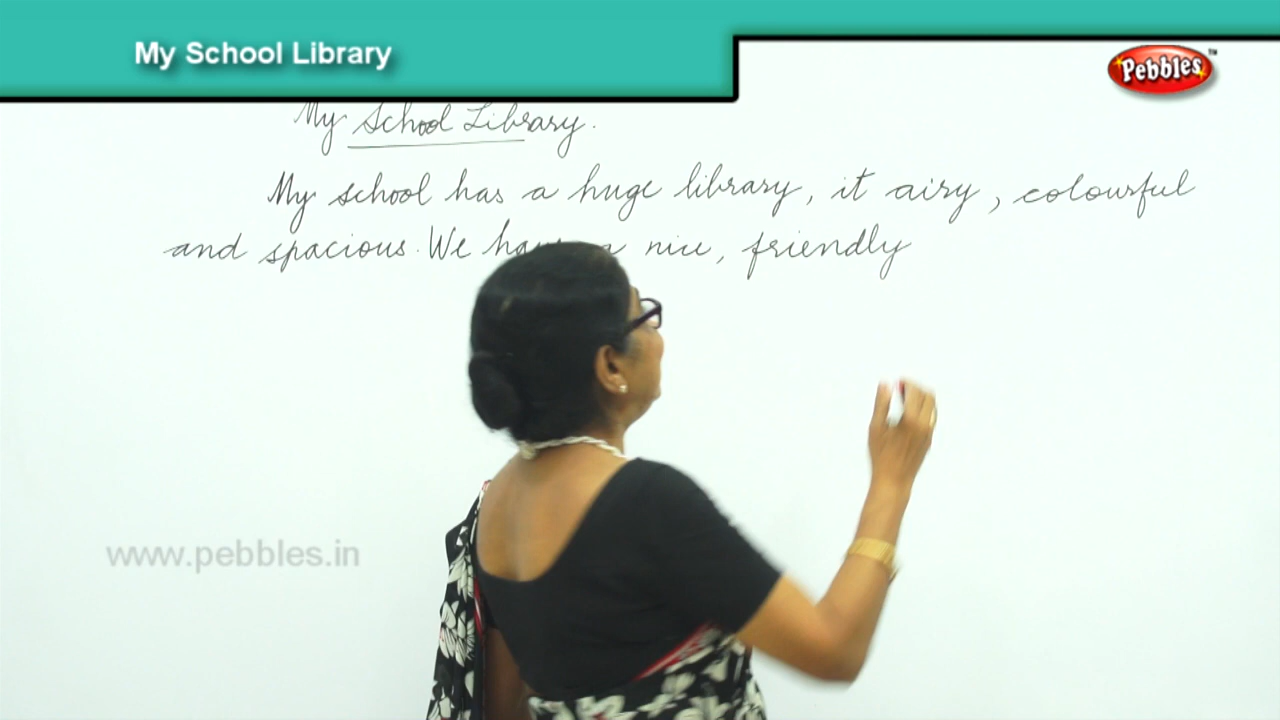 My School Library
Pebbles™
My School Library.
My school has a huge library, it airy, colourful
and spacious. We a nice, friendly
www.pebbles.in